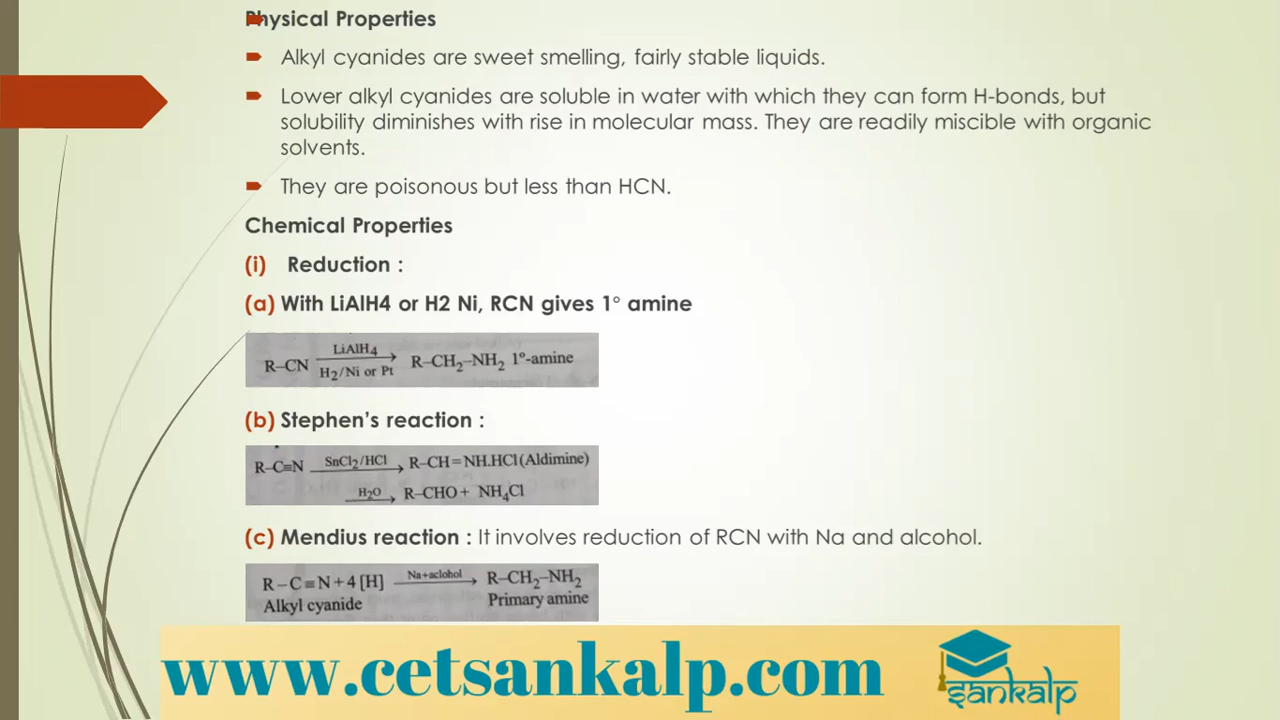 Physical Properties
Alkyl cyanides are sweet smelling, fairly stable liquids.
Lower alkyl cyanides are soluble in water with which they can form H-bonds, but
solubility diminishes with rise in molecular mass. They are readily miscible with organic
solvents.
They are poisonous but less than HCN.
Chemical Properties
(i) Reduction :
(a) With LiAlH4 or H2 Ni, RCN gives 1° amine
R–CN LiAlH₄ H₂/Ni or Pt R–CH₂–NH₂ 1°-amine
(b) Stephen's reaction :
R–C≡N SnCl₂/HCl R–CH=NH.HCl(Aldimine)
H₂O R–CHO+ NH₄Cl
(c) Mendius reaction : It involves reduction of RCN with Na and alcohol.
R–C≡N+4[H] Na+aclohol R–CH₂–NH₂
Alkyl cyanide Primary amine
www.cetsankalp.com
sankalp